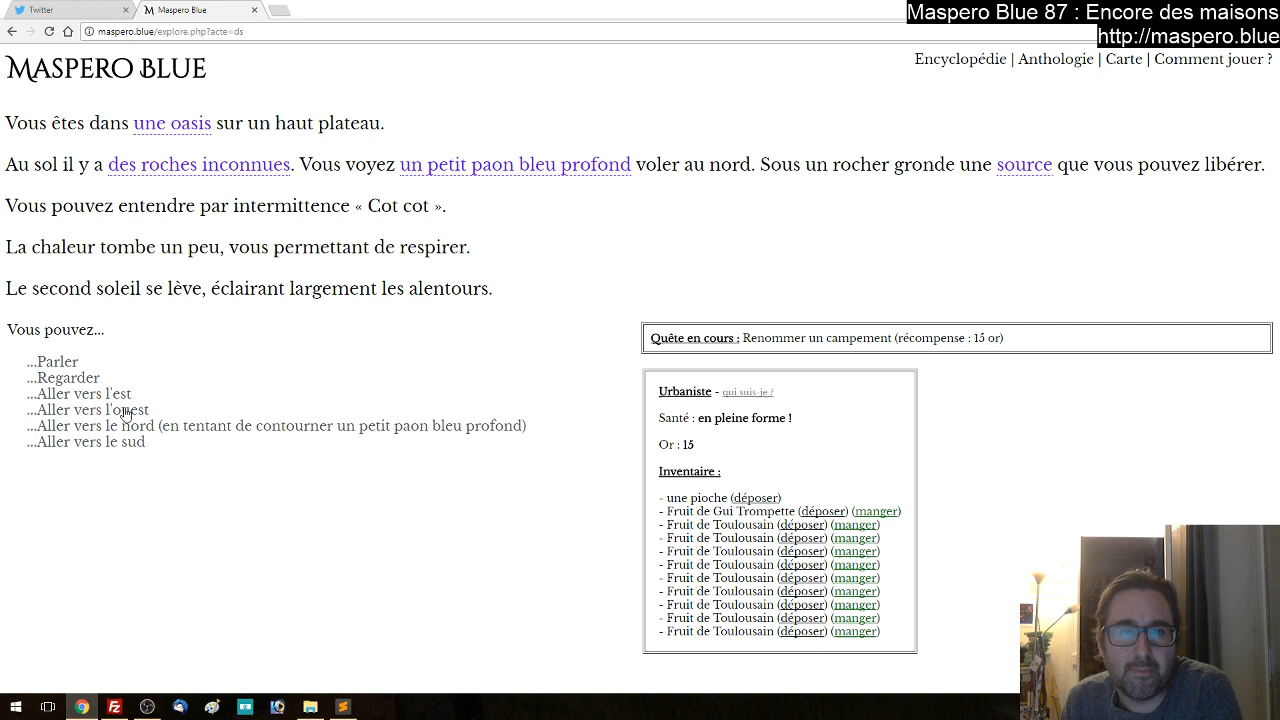 Twitter
Maspero Blue
maspero.blue/explore.php?acte=ds
Maspero Blue 87 : Encore des maisons
http://maspero.blue
Maspero Blue
Encyclopédie | Anthologie | Carte | Comment jouer ?
Vous êtes dans une oasis sur un haut plateau.
Au sol il y a des roches inconnues. Vous voyez un petit paon bleu profond voler au nord. Sous un rocher gronde une source que vous pouvez libérer.
Vous pouvez entendre par intermittence « Cot cot ».
La chaleur tombe un peu, vous permettant de respirer.
Le second soleil se lève, éclairant largement les alentours.
Vous pouvez...
...Parler
...Regarder
...Aller vers l'est
...Aller vers l'ouest
...Aller vers le nord (en tentant de contourner un petit paon bleu profond)
...Aller vers le sud
Quête en cours : Renommer un campement (récompense : 15 or)
Urbaniste - qui suis-je ?
Santé : en pleine forme !
Or : 15
Inventaire :
- une pioche (déposer)
- Fruit de Gui Trompette (déposer) (manger)
- Fruit de Toulousain (déposer) (manger)
- Fruit de Toulousain (déposer) (manger)
- Fruit de Toulousain (déposer) (manger)
- Fruit de Toulousain (déposer) (manger)
- Fruit de Toulousain (déposer) (manger)
- Fruit de Toulousain (déposer) (manger)
- Fruit de Toulousain (déposer) (manger)
- Fruit de Toulousain (déposer) (manger)
- Fruit de Toulousain (déposer) (manger)